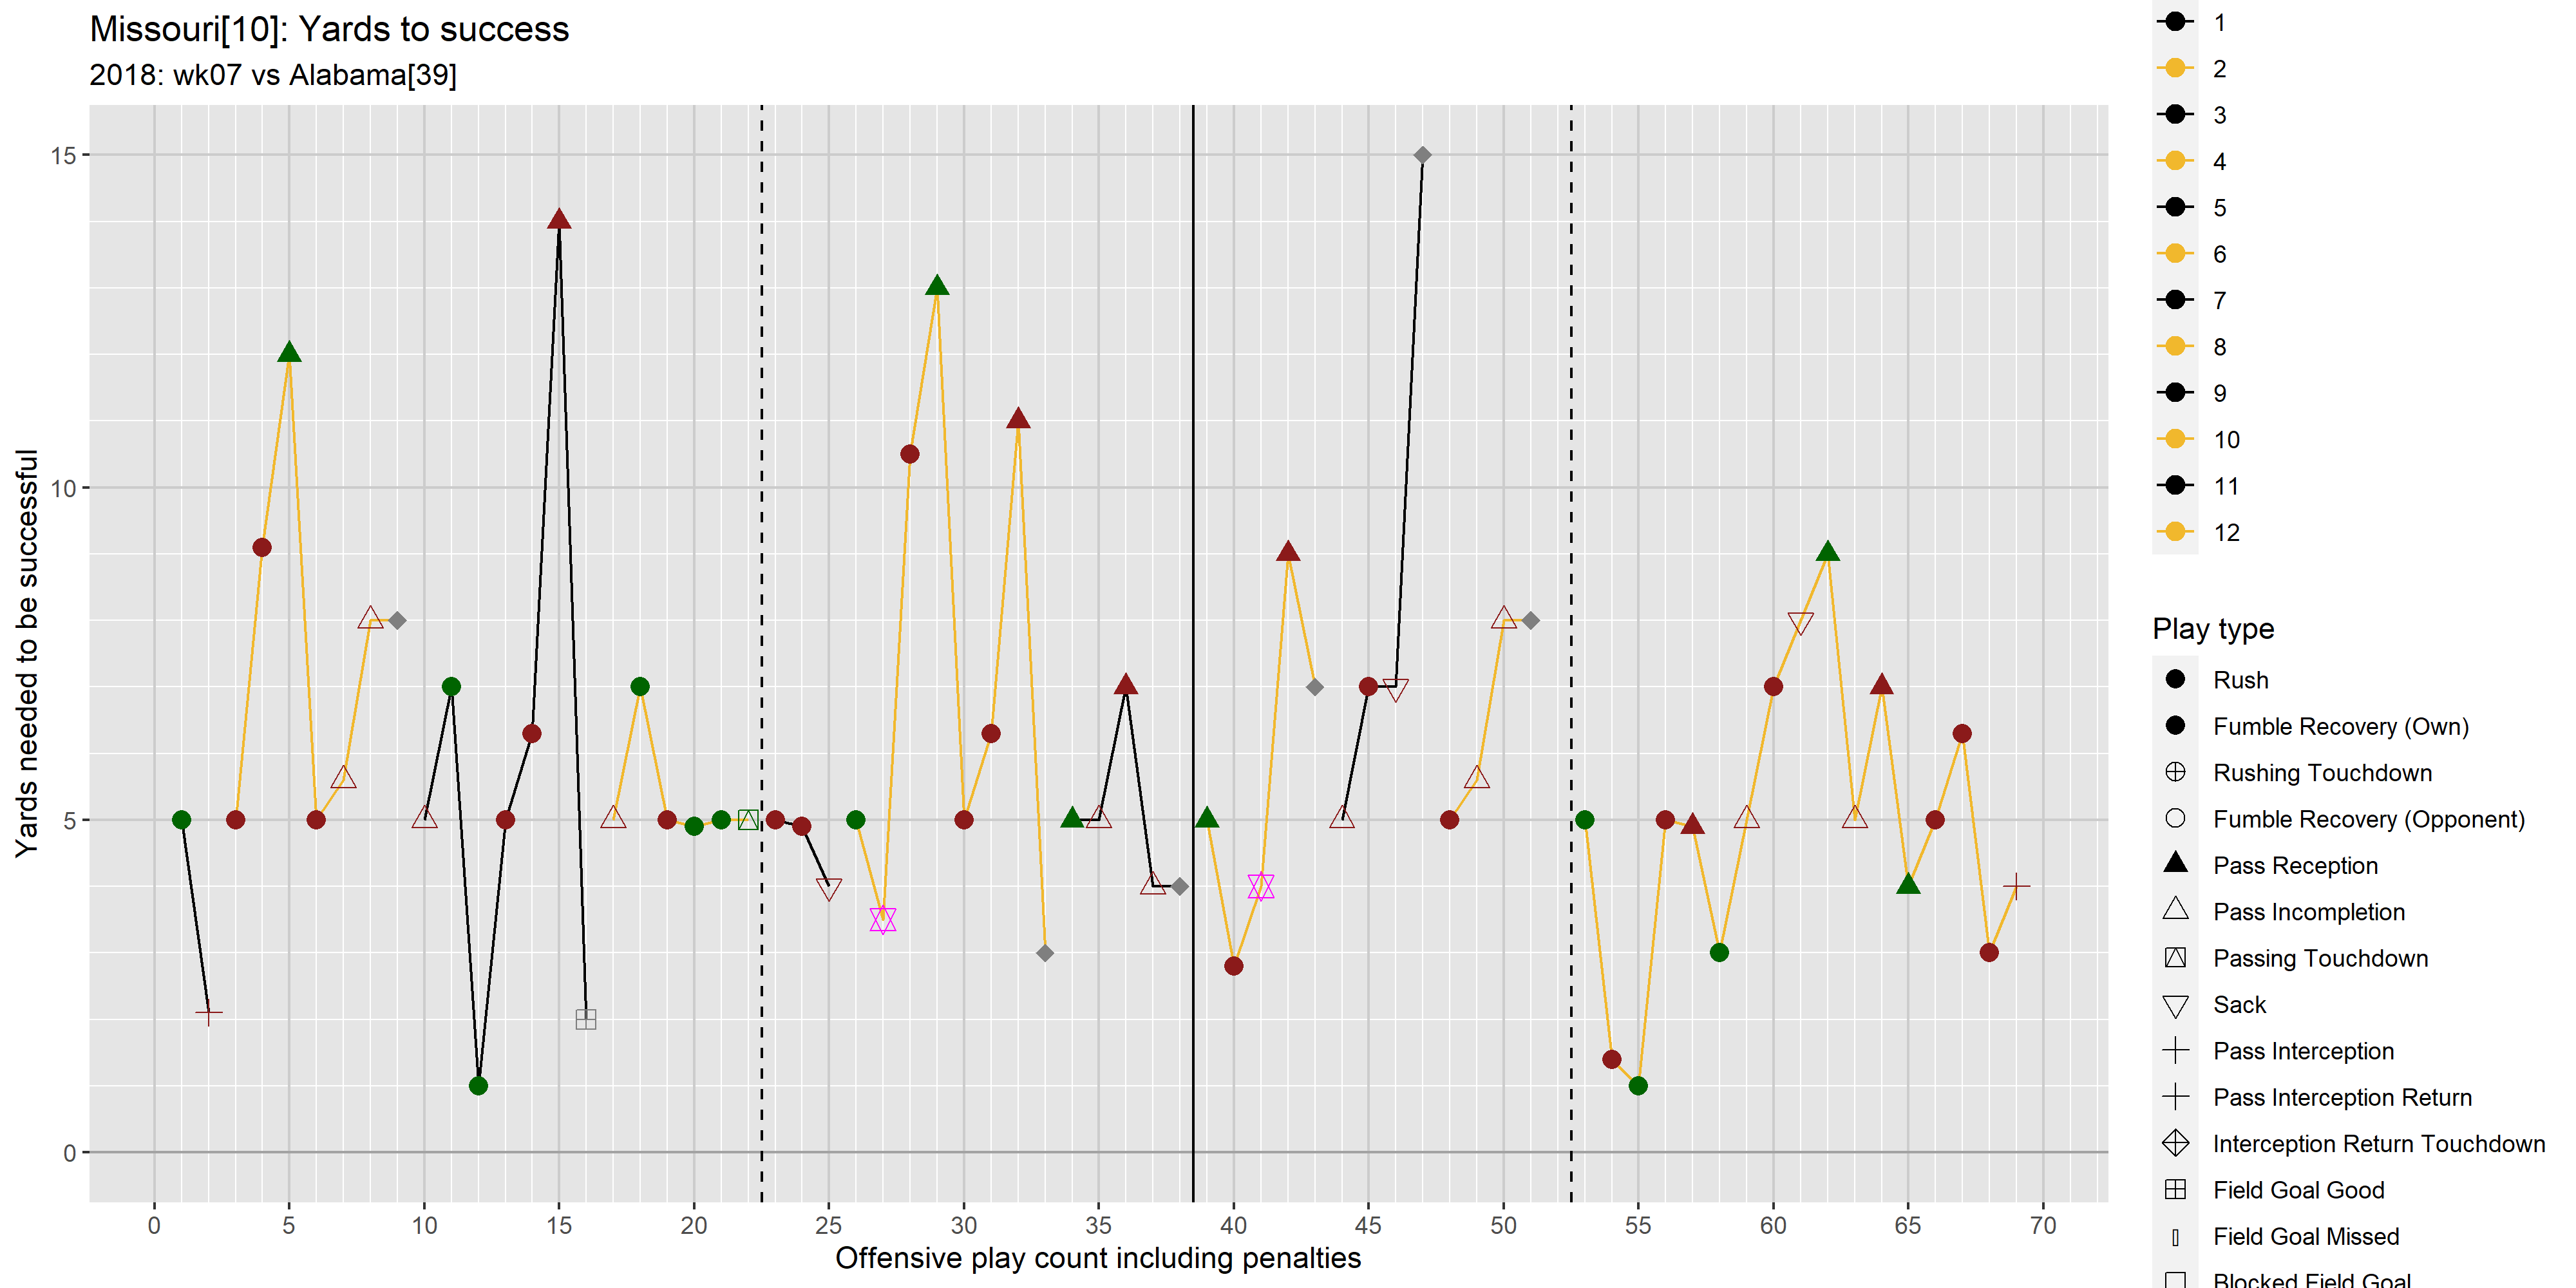 Missouri[10]: Yards to success
2018: wk07 vs Alabama[39]
Yards needed to be successful
15
10
5
0
0 5 10 15 20 25 30 35 40 45 50 55 60 65 70
Offensive play count including penalties
1
2
3
4
5
6
7
8
9
10
11
12
Play type
Rush
Fumble Recovery (Own)
Rushing Touchdown
Fumble Recovery (Opponent)
Pass Reception
Pass Incompletion
Passing Touchdown
Sack
Pass Interception
Pass Interception Return
Interception Return Touchdown
Field Goal Good
Field Goal Missed
Blocked Field Goal